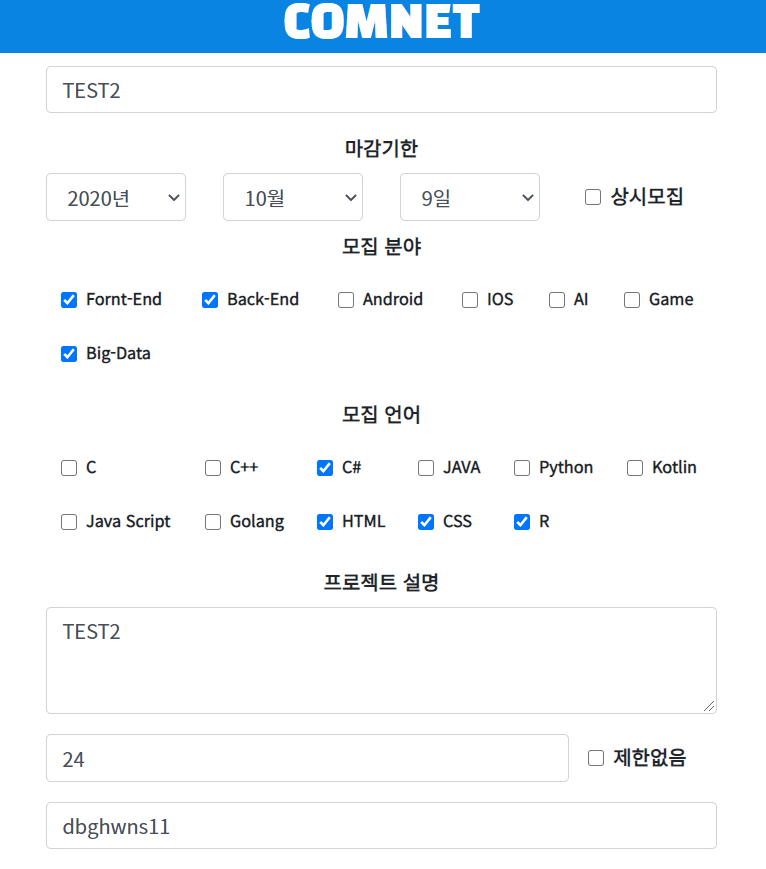 COMNET
TEST2
마감기한
2020년 10월 9일 상시모집
모집 분야
Fornt-End Back-End Android IOS AI Game
Big-Data
모집 언어
C C++ C# JAVA Python Kotlin
Java Script Golang HTML CSS R
프로젝트 설명
TEST2
24 제한없음
dbghwns11